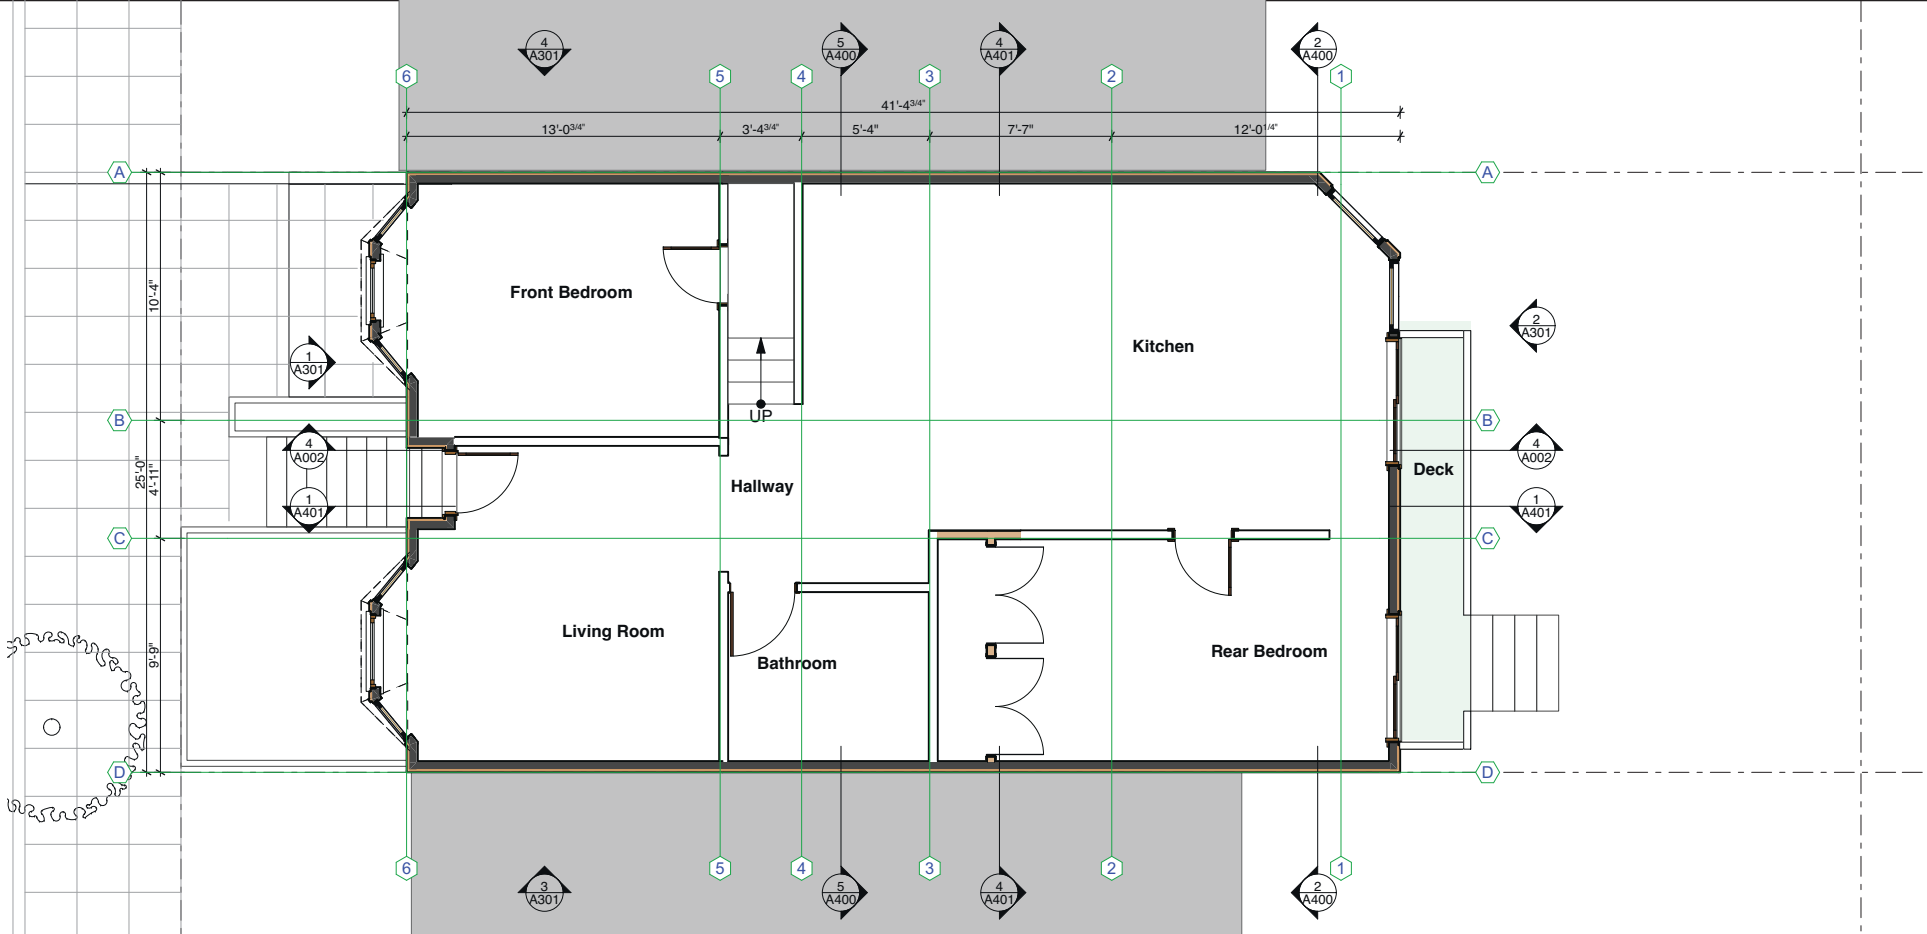 4
A301
5
A400
4
A401
2
A400
6
5
4
3
2
1
41'-4 3/4"
13'-0 3/4"
3'-4 3/4"
5'-4"
7'-7"
12'-0 1/4"
A
A
10'-4"
Front Bedroom
2
A301
Kitchen
1
A301
UP
B
B
4
A002
4
A002
25'-0"
4'-11"
Deck
Hallway
1
A401
1
A401
C
C
9'-9"
Living Room
Bathroom
Rear Bedroom
D
D
6
5
4
3
2
1
3
A301
5
A400
4
A401
2
A400